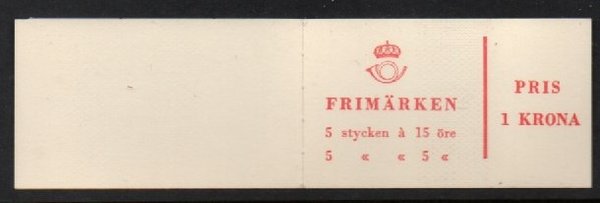 FRIMÄRKEN
5 stycken à 15 öre
5 « « 5 «
PRIS
1 KRONA